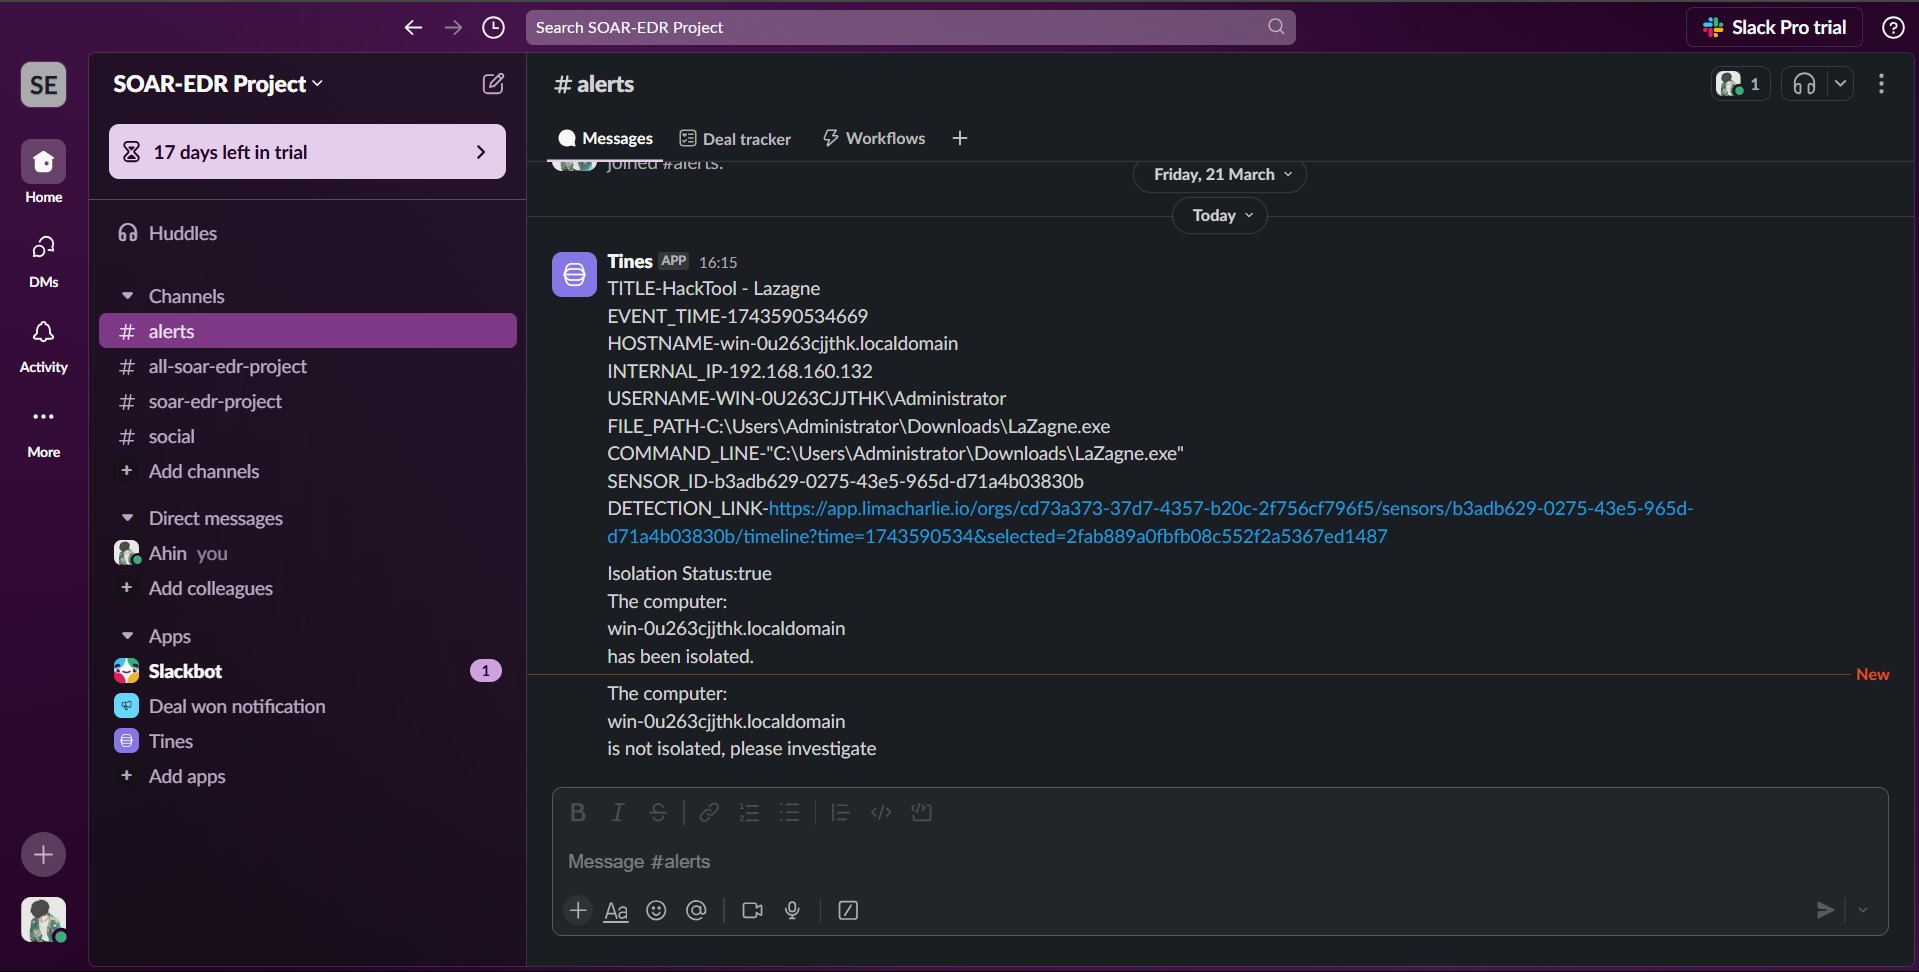 Search SOAR-EDR Project
Slack Pro trial
SE
SOAR-EDR Project
# alerts
1
17 days left in trial
Messages
Deal tracker
Workflows
joined #alerts.
Friday, 21 March
Today
Home
DMs
Activity
More
Huddles
Channels
# alerts
# all-soar-edr-project
# soar-edr-project
# social
+ Add channels
Direct messages
Ahin you
+ Add colleagues
Apps
Slackbot 1
Deal won notification
Tines
+ Add apps
Tines APP 16:15
TITLE-HackTool - Lazagne
EVENT_TIME-1743590534669
HOSTNAME-win-0u263cjjthk.localdomain
INTERNAL_IP-192.168.160.132
USERNAME-WIN-0U263CJJTHK\Administrator
FILE_PATH-C:\Users\Administrator\Downloads\LaZagne.exe
COMMAND_LINE-"C:\Users\Administrator\Downloads\LaZagne.exe"
SENSOR_ID-b3adb629-0275-43e5-965d-d71a4b03830b
DETECTION_LINK-https://app.limacharlie.io/orgs/cd73a373-37d7-4357-b20c-2f756cf796f5/sensors/b3adb629-0275-43e5-965d-
d71a4b03830b/timeline?time=1743590534&selected=2fab889a0fbfb08c552f2a5367ed1487
Isolation Status:true
The computer:
win-0u263cjjthk.localdomain
has been isolated.
New
The computer:
win-0u263cjjthk.localdomain
is not isolated, please investigate
Message #alerts